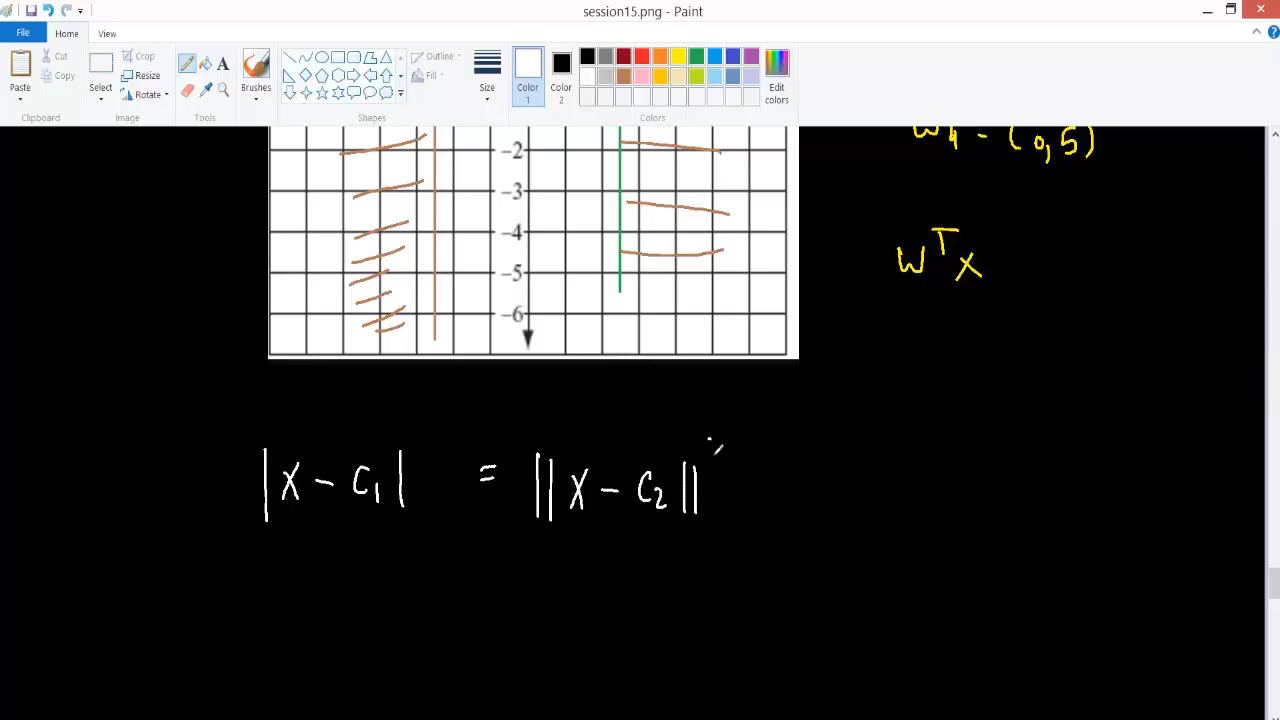 session15.png - Paint
File Home View
Paste Cut Copy Clipboard
Select Crop Resize Rotate Image
Tools
Brushes
Outline Fill Shapes
Size
Color 1
Color 2
Edit colors
Colors
-2
-3
-4
-5
-6
W4 - (0,5)
W^T X
|X - C1| = ||X - C2||